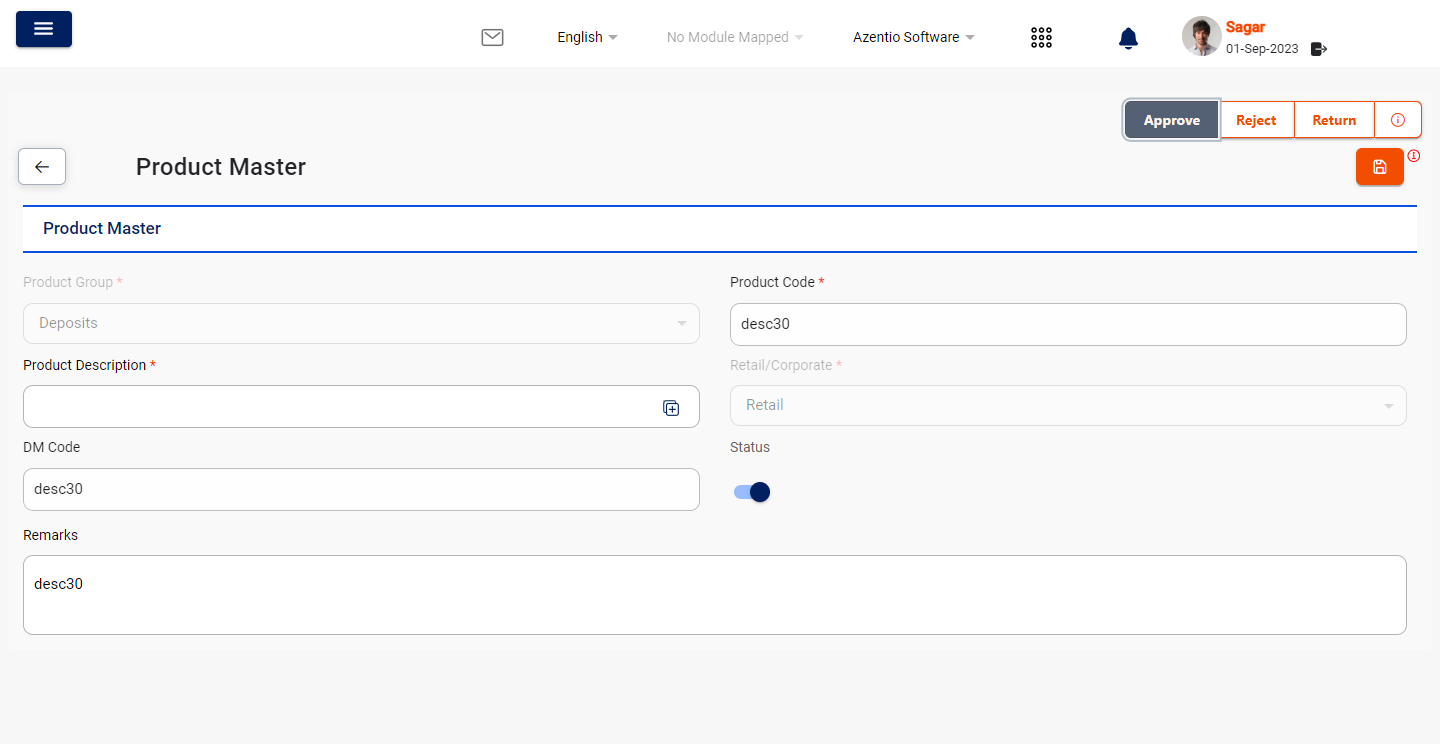 English
No Module Mapped
Azentio Software
Sagar
01-Sep-2023
Approve
Reject
Return
Product Master
Product Master
Product Group *
Product Code *
Deposits
desc30
Product Description *
Retail/Corporate *
Retail
DM Code
Status
desc30
Remarks
desc30